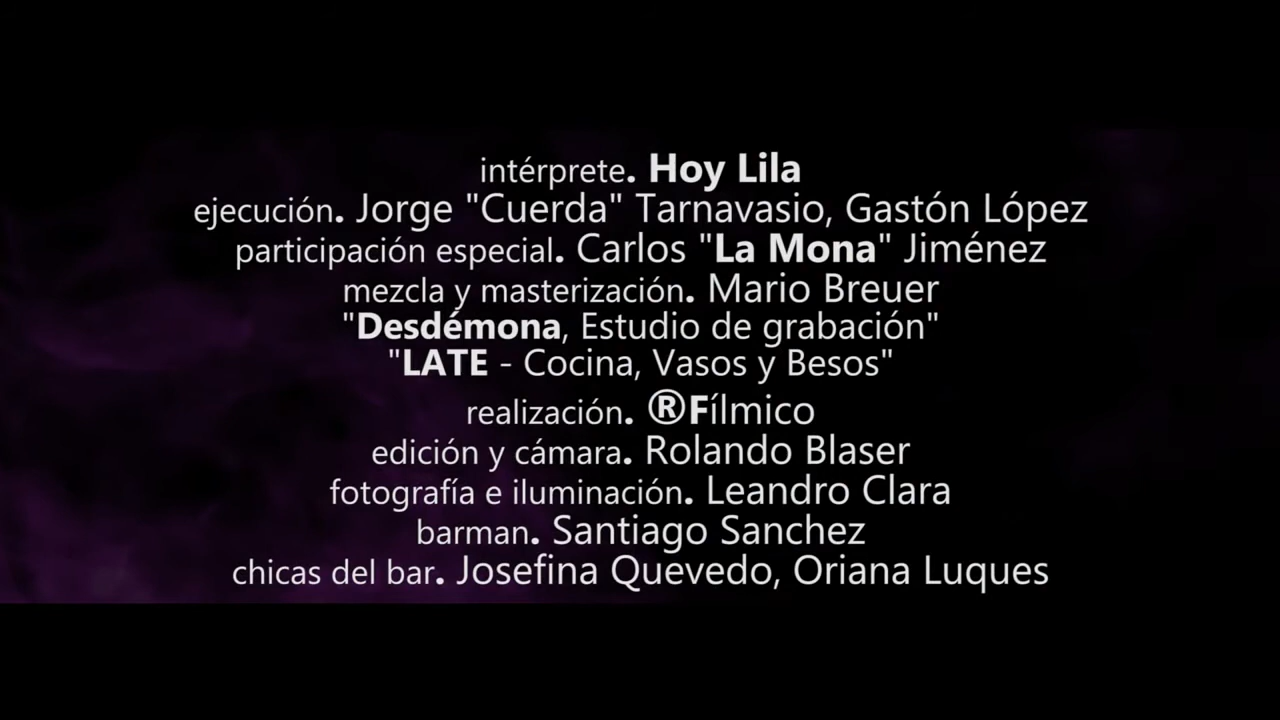 intérprete. Hoy Lila
ejecución. Jorge "Cuerda" Tarnavasio, Gastón López
participación especial. Carlos "La Mona" Jiménez
mezcla y masterización. Mario Breuer
"Desdémona, Estudio de grabación"
"LATE - Cocina, Vasos y Besos"
realización. ®Fílmico
edición y cámara. Rolando Blaser
fotografía e iluminación. Leandro Clara
barman. Santiago Sanchez
chicas del bar. Josefina Quevedo, Oriana Luques